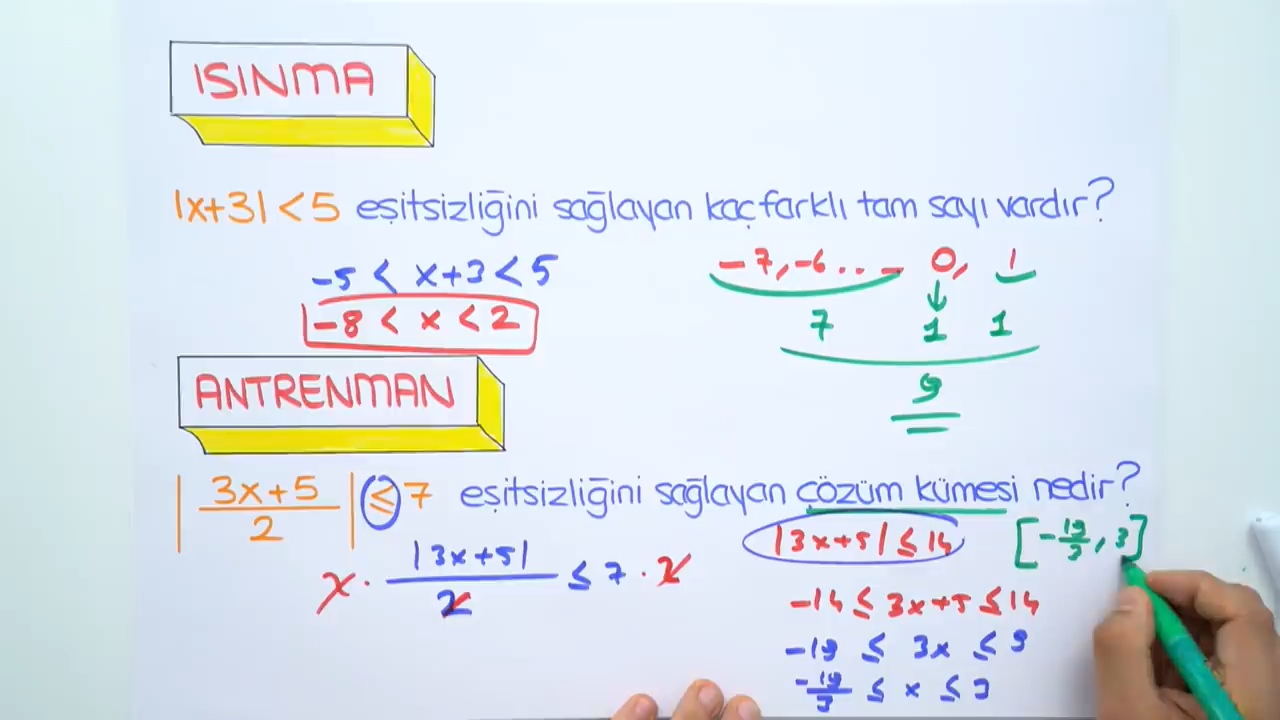 ISINMA
|x+3| < 5 eşitsizliğini sağlayan kaç farklı tam sayı vardır?
-5 < x+3 < 5
-8 < x < 2
-7, -6 . . . 0, 1
7 1 1
9
ANTRENMAN
|3x+5 / 2| ≤ 7 eşitsizliğini sağlayan çözüm kümesi nedir?
2 · |3x+5| / 2 ≤ 7 · 2
|3x+5| ≤ 14
[-19/3, 3]
-14 ≤ 3x+5 ≤ 14
-19 ≤ 3x ≤ 9
-19/3 ≤ x ≤ 3